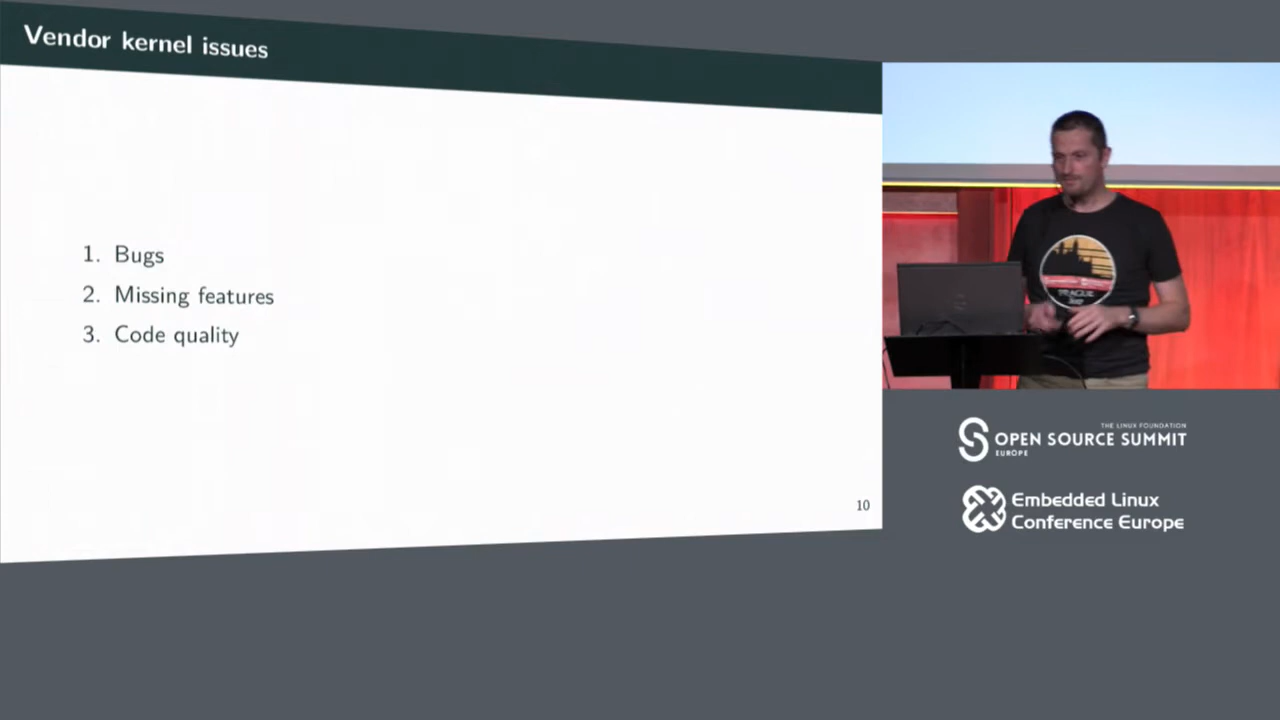 Vendor kernel issues
1. Bugs
2. Missing features
3. Code quality
10
THE LINUX FOUNDATION
OPEN SOURCE SUMMIT
EUROPE
Embedded Linux
Conference Europe
PRAGUE